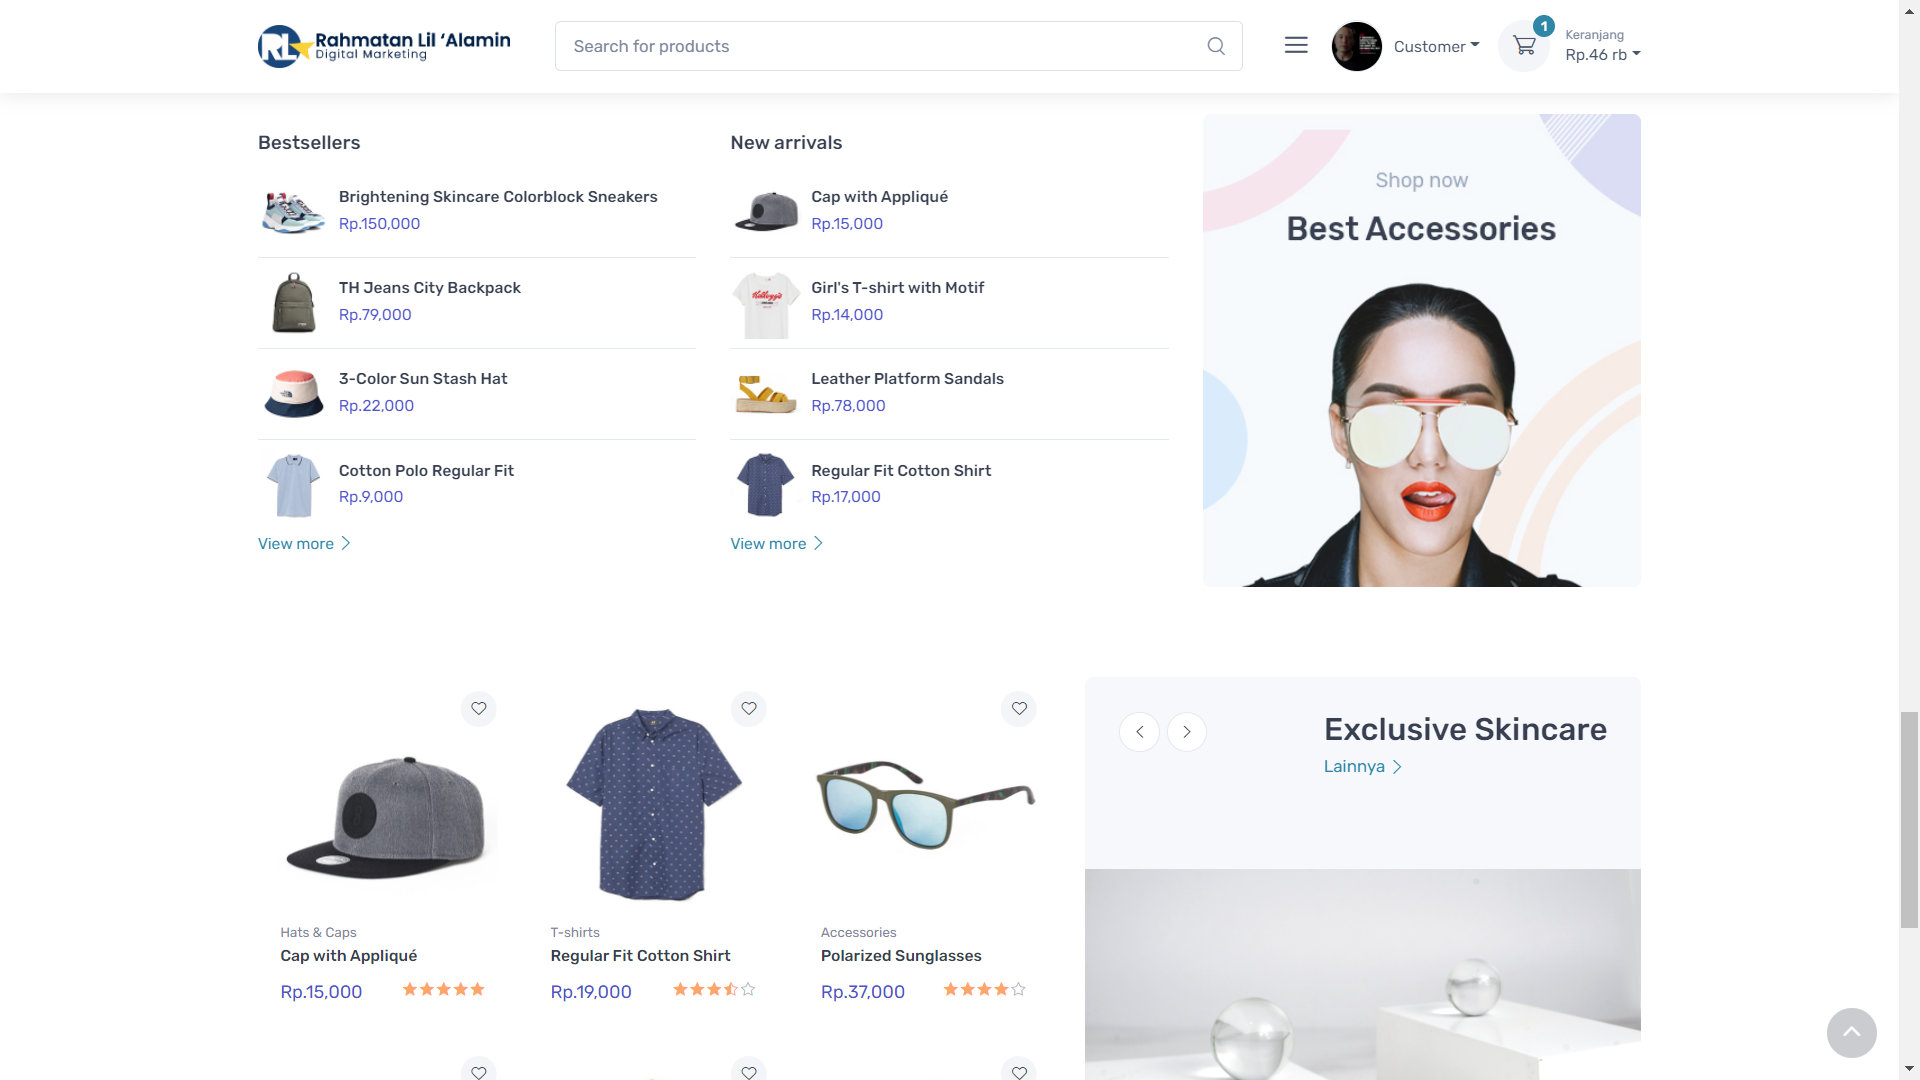 Rahmatan Lil ‘Alamin
Digital Marketing
Search for products
Customer
1
Keranjang
Rp.46 rb
Bestsellers
Brightening Skincare Colorblock Sneakers
Rp.150,000
TH Jeans City Backpack
Rp.79,000
3-Color Sun Stash Hat
Rp.22,000
Cotton Polo Regular Fit
Rp.9,000
View more
New arrivals
Cap with Appliqué
Rp.15,000
Girl's T-shirt with Motif
Rp.14,000
Leather Platform Sandals
Rp.78,000
Regular Fit Cotton Shirt
Rp.17,000
View more
Shop now
Best Accessories
Hats & Caps
Cap with Appliqué
Rp.15,000
T-shirts
Regular Fit Cotton Shirt
Rp.19,000
Accessories
Polarized Sunglasses
Rp.37,000
Exclusive Skincare
Lainnya